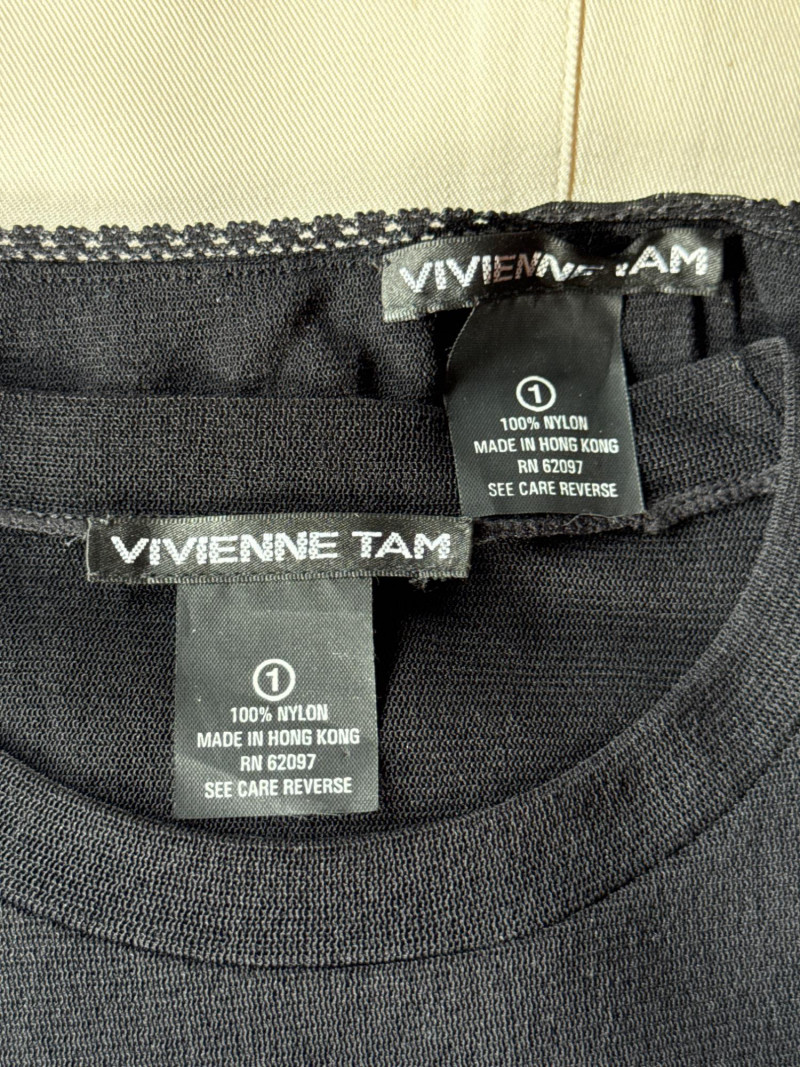 VIVIENNE TAM
1
100% NYLON
MADE IN HONG KONG
RN 62097
SEE CARE REVERSE
VIVIENNE TAM
1
100% NYLON
MADE IN HONG KONG
RN 62097
SEE CARE REVERSE